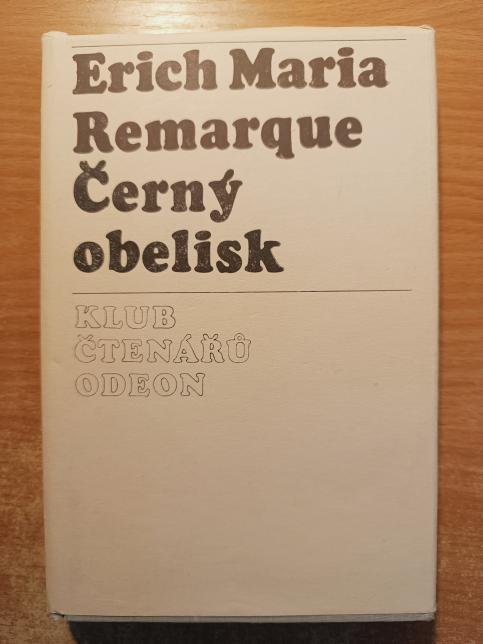 Erich Maria
Remarque
Černý
obelisk
KLUB
ČTENÁŘŮ
ODEON